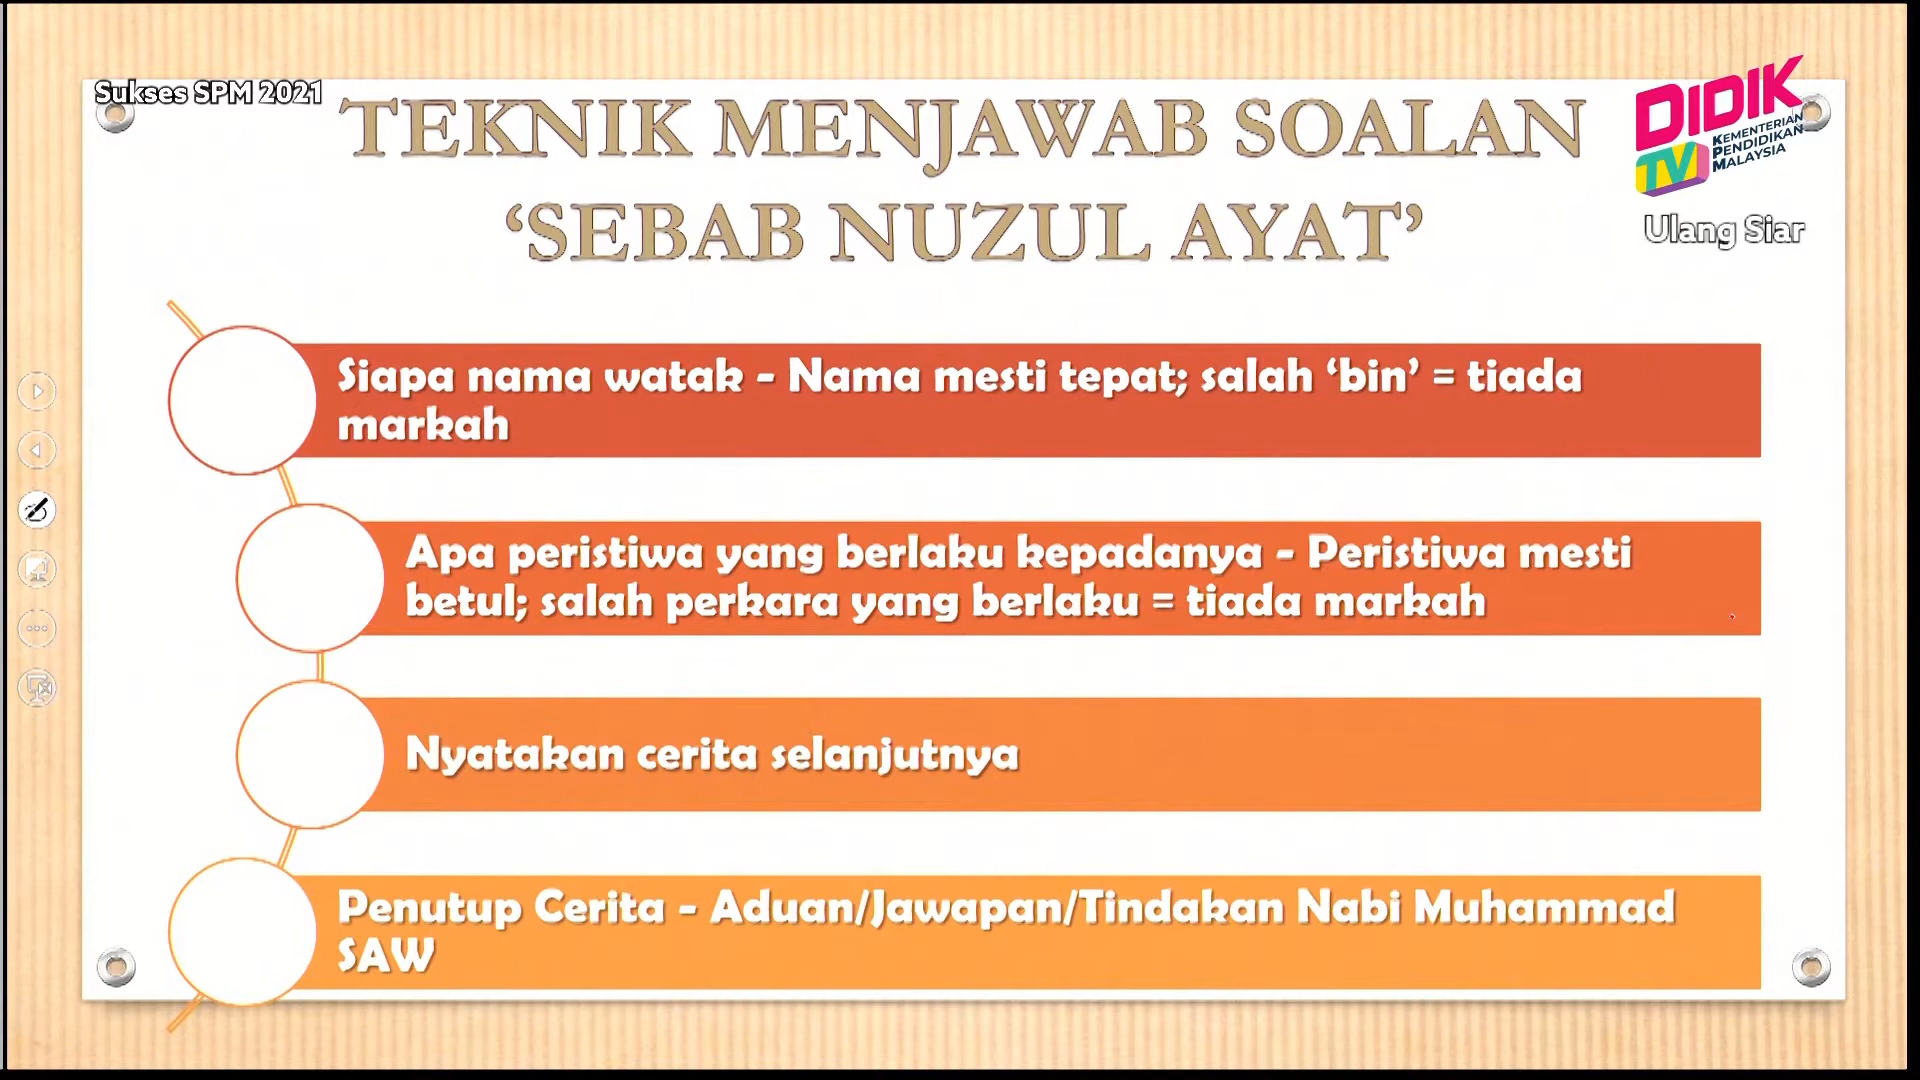 Sukses SPM 2021
TEKNIK MENJAWAB SOALAN
‘SEBAB NUZUL AYAT’
DIDIK
TV
KEMENTERIAN
PENDIDIKAN
MALAYSIA
Ulang Siar
Siapa nama watak - Nama mesti tepat; salah ‘bin’ = tiada
markah
Apa peristiwa yang berlaku kepadanya - Peristiwa mesti
betul; salah perkara yang berlaku = tiada markah
Nyatakan cerita selanjutnya
Penutup Cerita - Aduan/Jawapan/Tindakan Nabi Muhammad
SAW